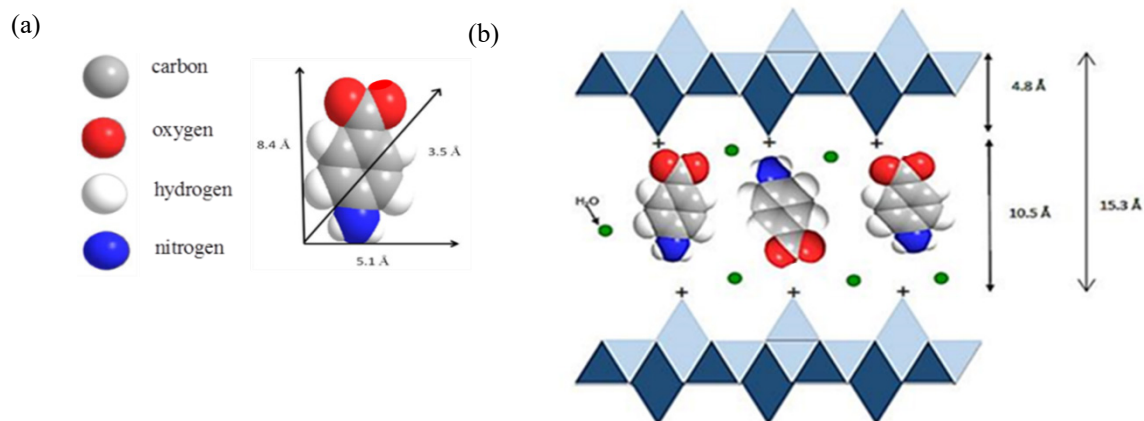 (a)
carbon
oxygen
hydrogen
nitrogen
8.4 Å
3.5 Å
5.1 Å
(b)
4.8 Å
+ + +
H₂O
10.5 Å
15.3 Å
+ + +